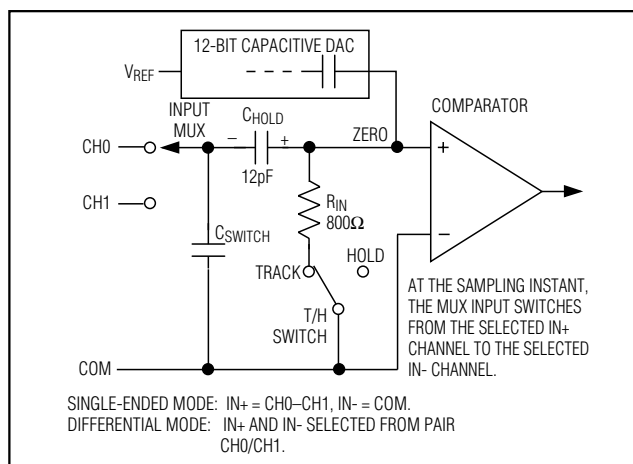 12-BIT CAPACITIVE DAC
VREF
INPUT
MUX
CHOLD
COMPARATOR
ZERO
CH0
− +
12pF
+
CH1
RIN
800Ω
−
CSWITCH
HOLD
TRACK
AT THE SAMPLING INSTANT,
THE MUX INPUT SWITCHES
FROM THE SELECTED IN+
CHANNEL TO THE SELECTED
IN- CHANNEL.
T/H
SWITCH
COM
SINGLE-ENDED MODE: IN+ = CH0–CH1, IN- = COM.
DIFFERENTIAL MODE: IN+ AND IN- SELECTED FROM PAIR
CH0/CH1.